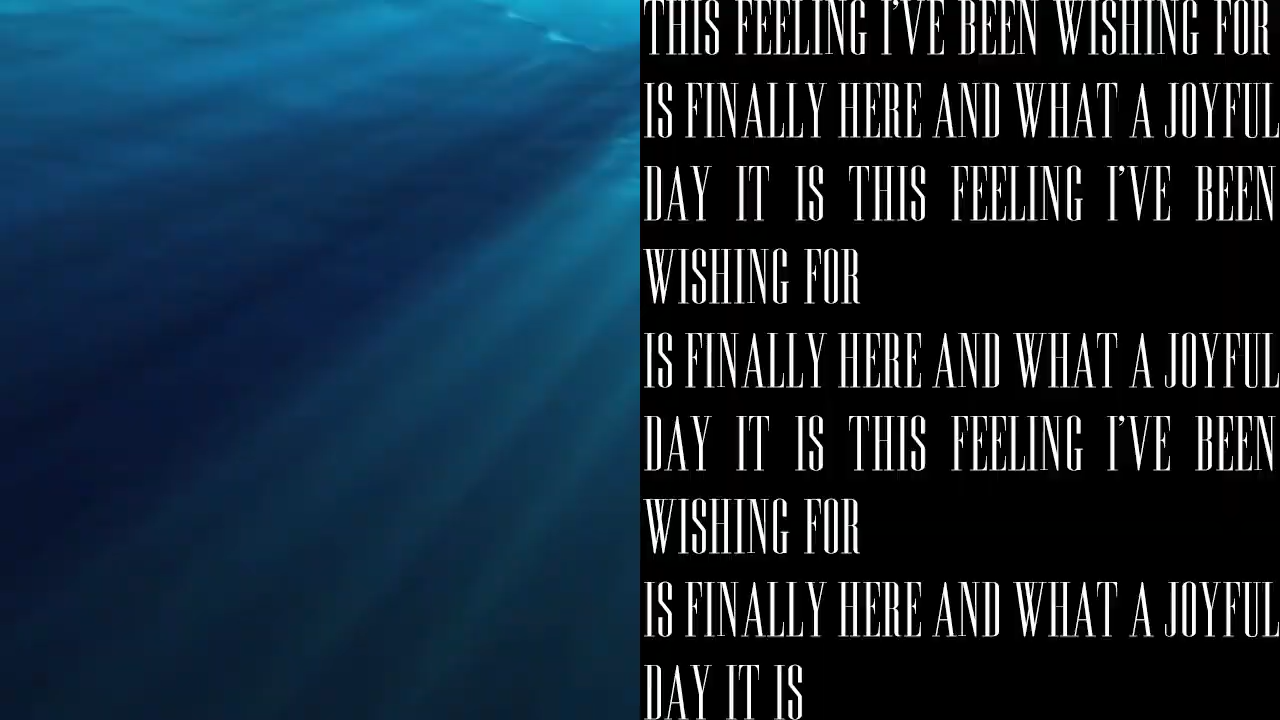 THIS FEELING I'VE BEEN WISHING FOR
IS FINALLY HERE AND WHAT A JOYFUL
DAY IT IS THIS FEELING I'VE BEEN
WISHING FOR
IS FINALLY HERE AND WHAT A JOYFUL
DAY IT IS THIS FEELING I'VE BEEN
WISHING FOR
IS FINALLY HERE AND WHAT A JOYFUL
DAY IT IS